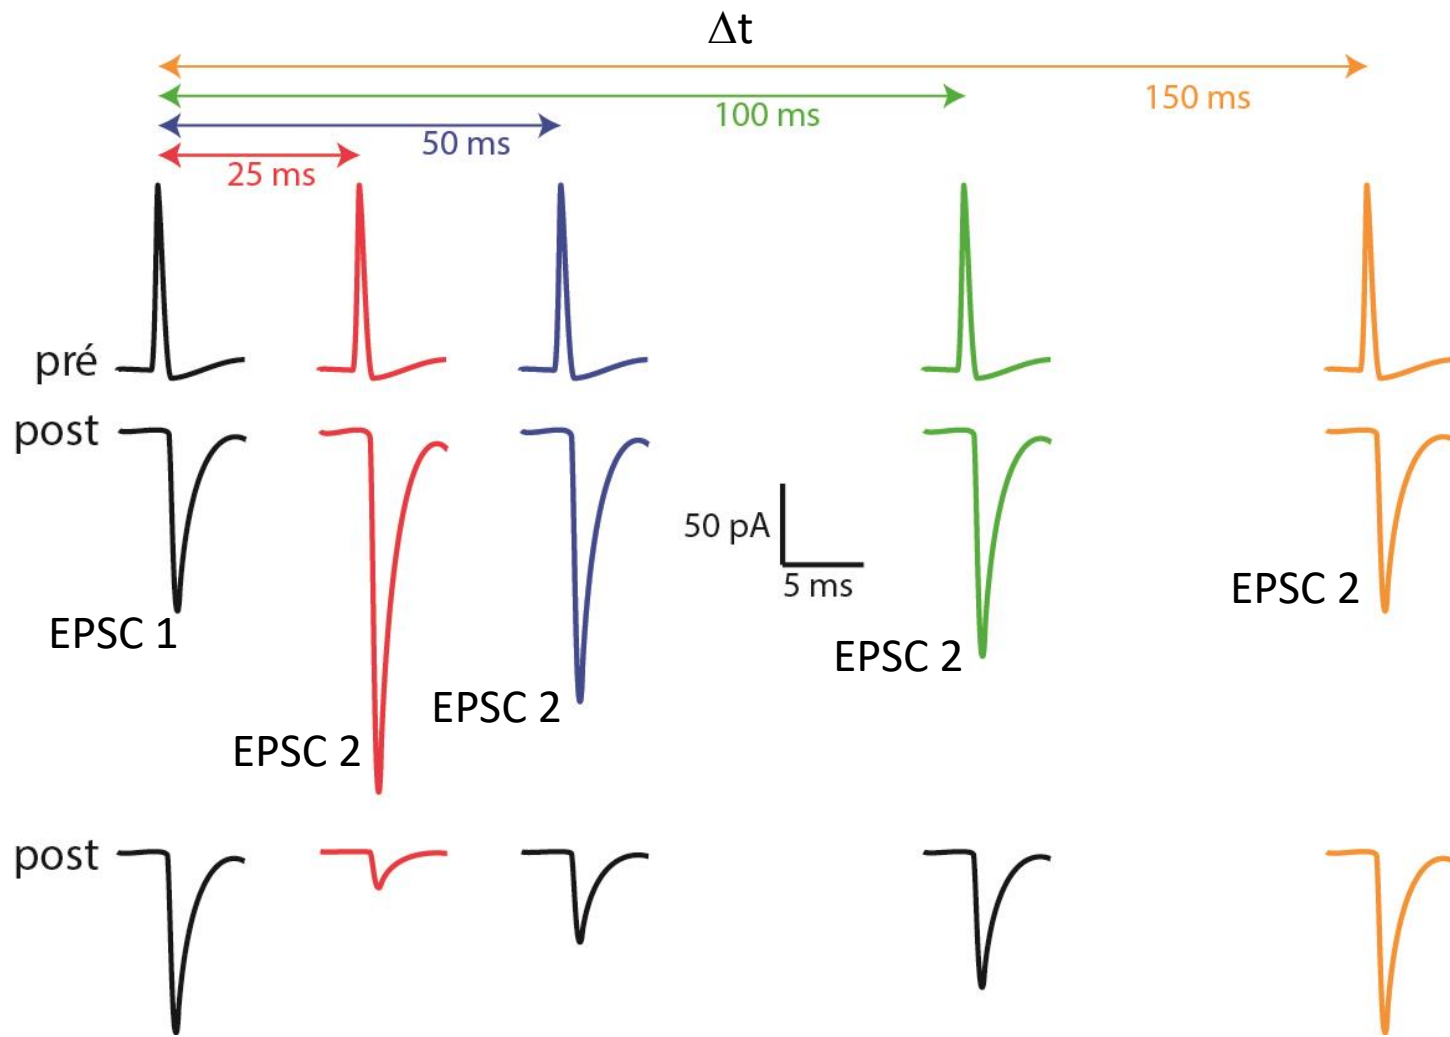 Δt
150 ms
100 ms
50 ms
25 ms
pré
post
50 pA
5 ms
EPSC 1
EPSC 2
EPSC 2
EPSC 2
EPSC 2
post